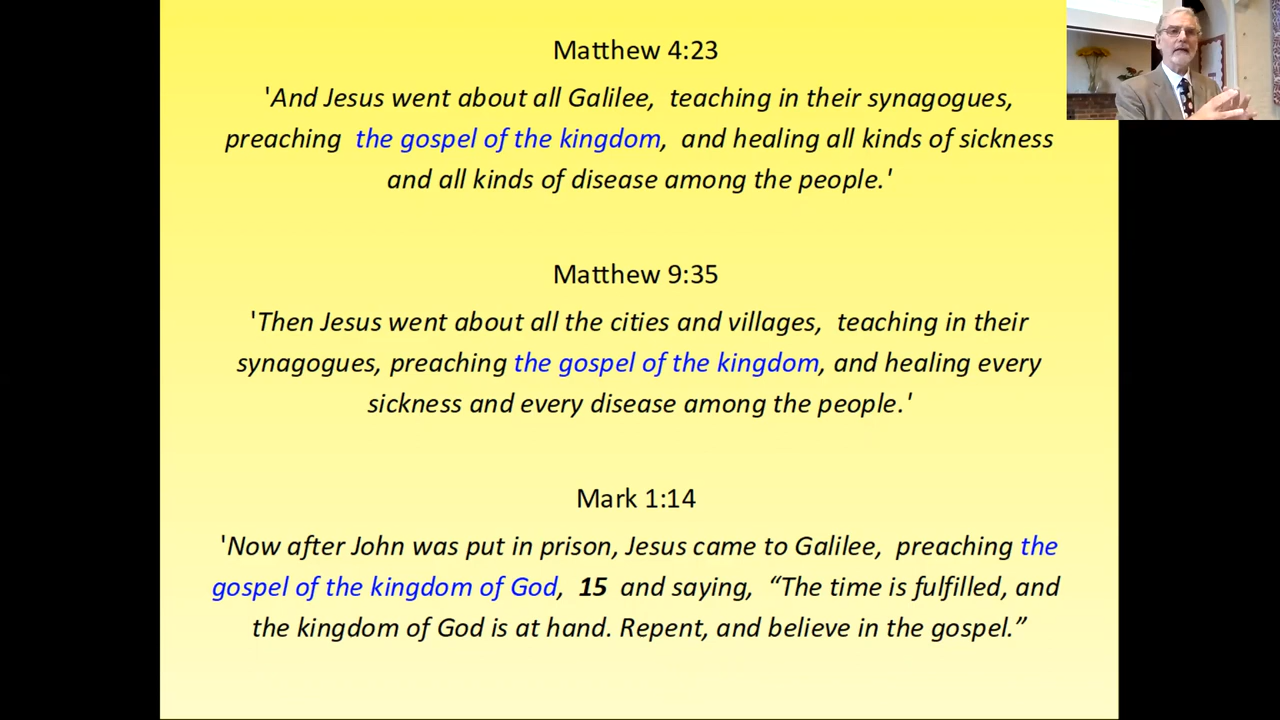 Matthew 4:23
'And Jesus went about all Galilee, teaching in their synagogues,
preaching the gospel of the kingdom, and healing all kinds of sickness
and all kinds of disease among the people.'
Matthew 9:35
'Then Jesus went about all the cities and villages, teaching in their
synagogues, preaching the gospel of the kingdom, and healing every
sickness and every disease among the people.'
Mark 1:14
'Now after John was put in prison, Jesus came to Galilee, preaching the
gospel of the kingdom of God, 15 and saying, “The time is fulfilled, and
the kingdom of God is at hand. Repent, and believe in the gospel.”